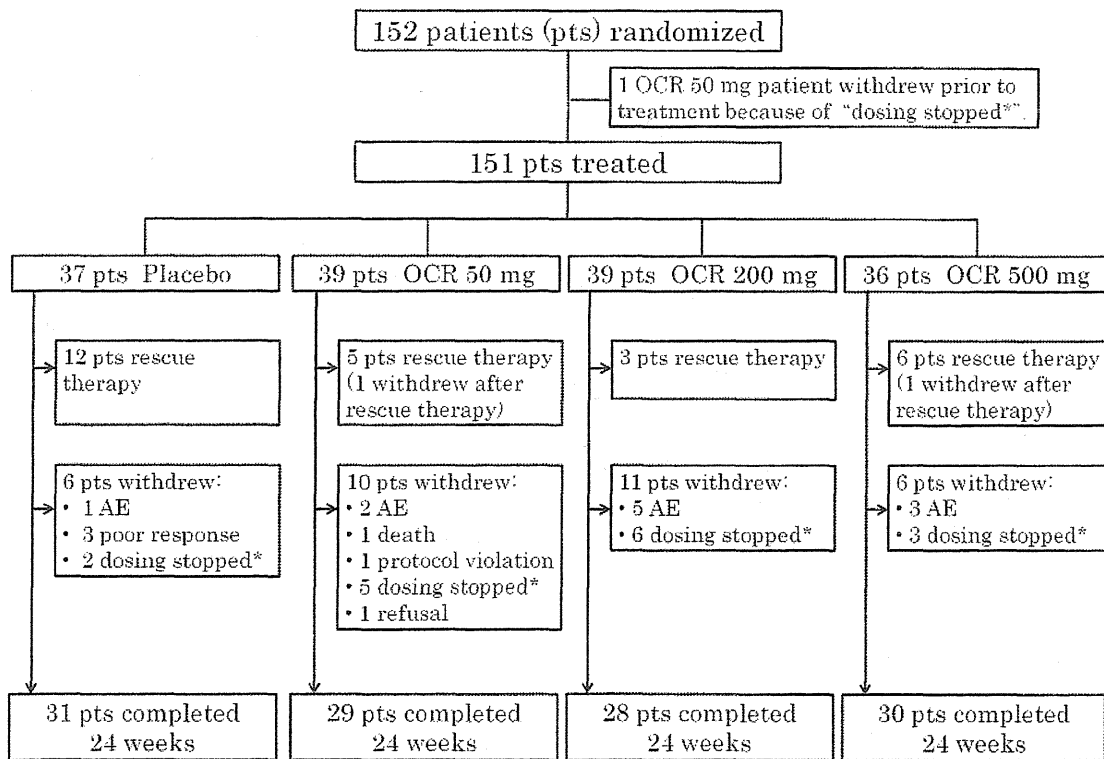 152 patients (pts) randomized
1 OCR 50 mg patient withdrew prior to
treatment because of "dosing stopped*".
151 pts treated
37 pts Placebo
39 pts OCR 50 mg
39 pts OCR 200 mg
36 pts OCR 500 mg
12 pts rescue
therapy
5 pts rescue therapy
(1 withdrew after
rescue therapy)
3 pts rescue therapy
6 pts rescue therapy
(1 withdrew after
rescue therapy)
6 pts withdrew:
• 1 AE
• 3 poor response
• 2 dosing stopped*
10 pts withdrew:
• 2 AE
• 1 death
• 1 protocol violation
• 5 dosing stopped*
• 1 refusal
11 pts withdrew:
• 5 AE
• 6 dosing stopped*
6 pts withdrew:
• 3 AE
• 3 dosing stopped*
31 pts completed
24 weeks
29 pts completed
24 weeks
28 pts completed
24 weeks
30 pts completed
24 weeks